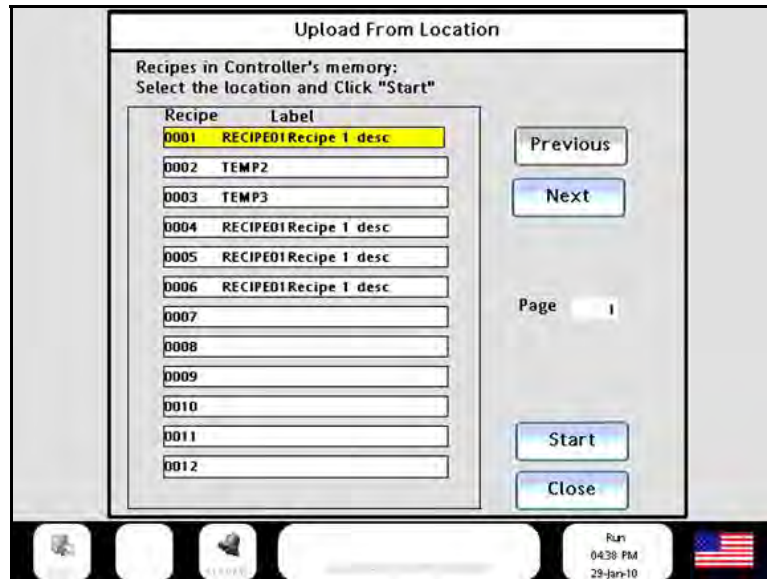 Upload From Location
Recipes in Controller's memory:
Select the location and Click "Start"
Recipe Label
0001 RECIPE01Recipe 1 desc
0002 TEMP2
0003 TEMP3
0004 RECIPE01Recipe 1 desc
0005 RECIPE01Recipe 1 desc
0006 RECIPE01Recipe 1 desc
0007
0008
0009
0010
0011
0012
Previous
Next
Page 1
Start
Close
Run
04:38 PM
29-Jan-10